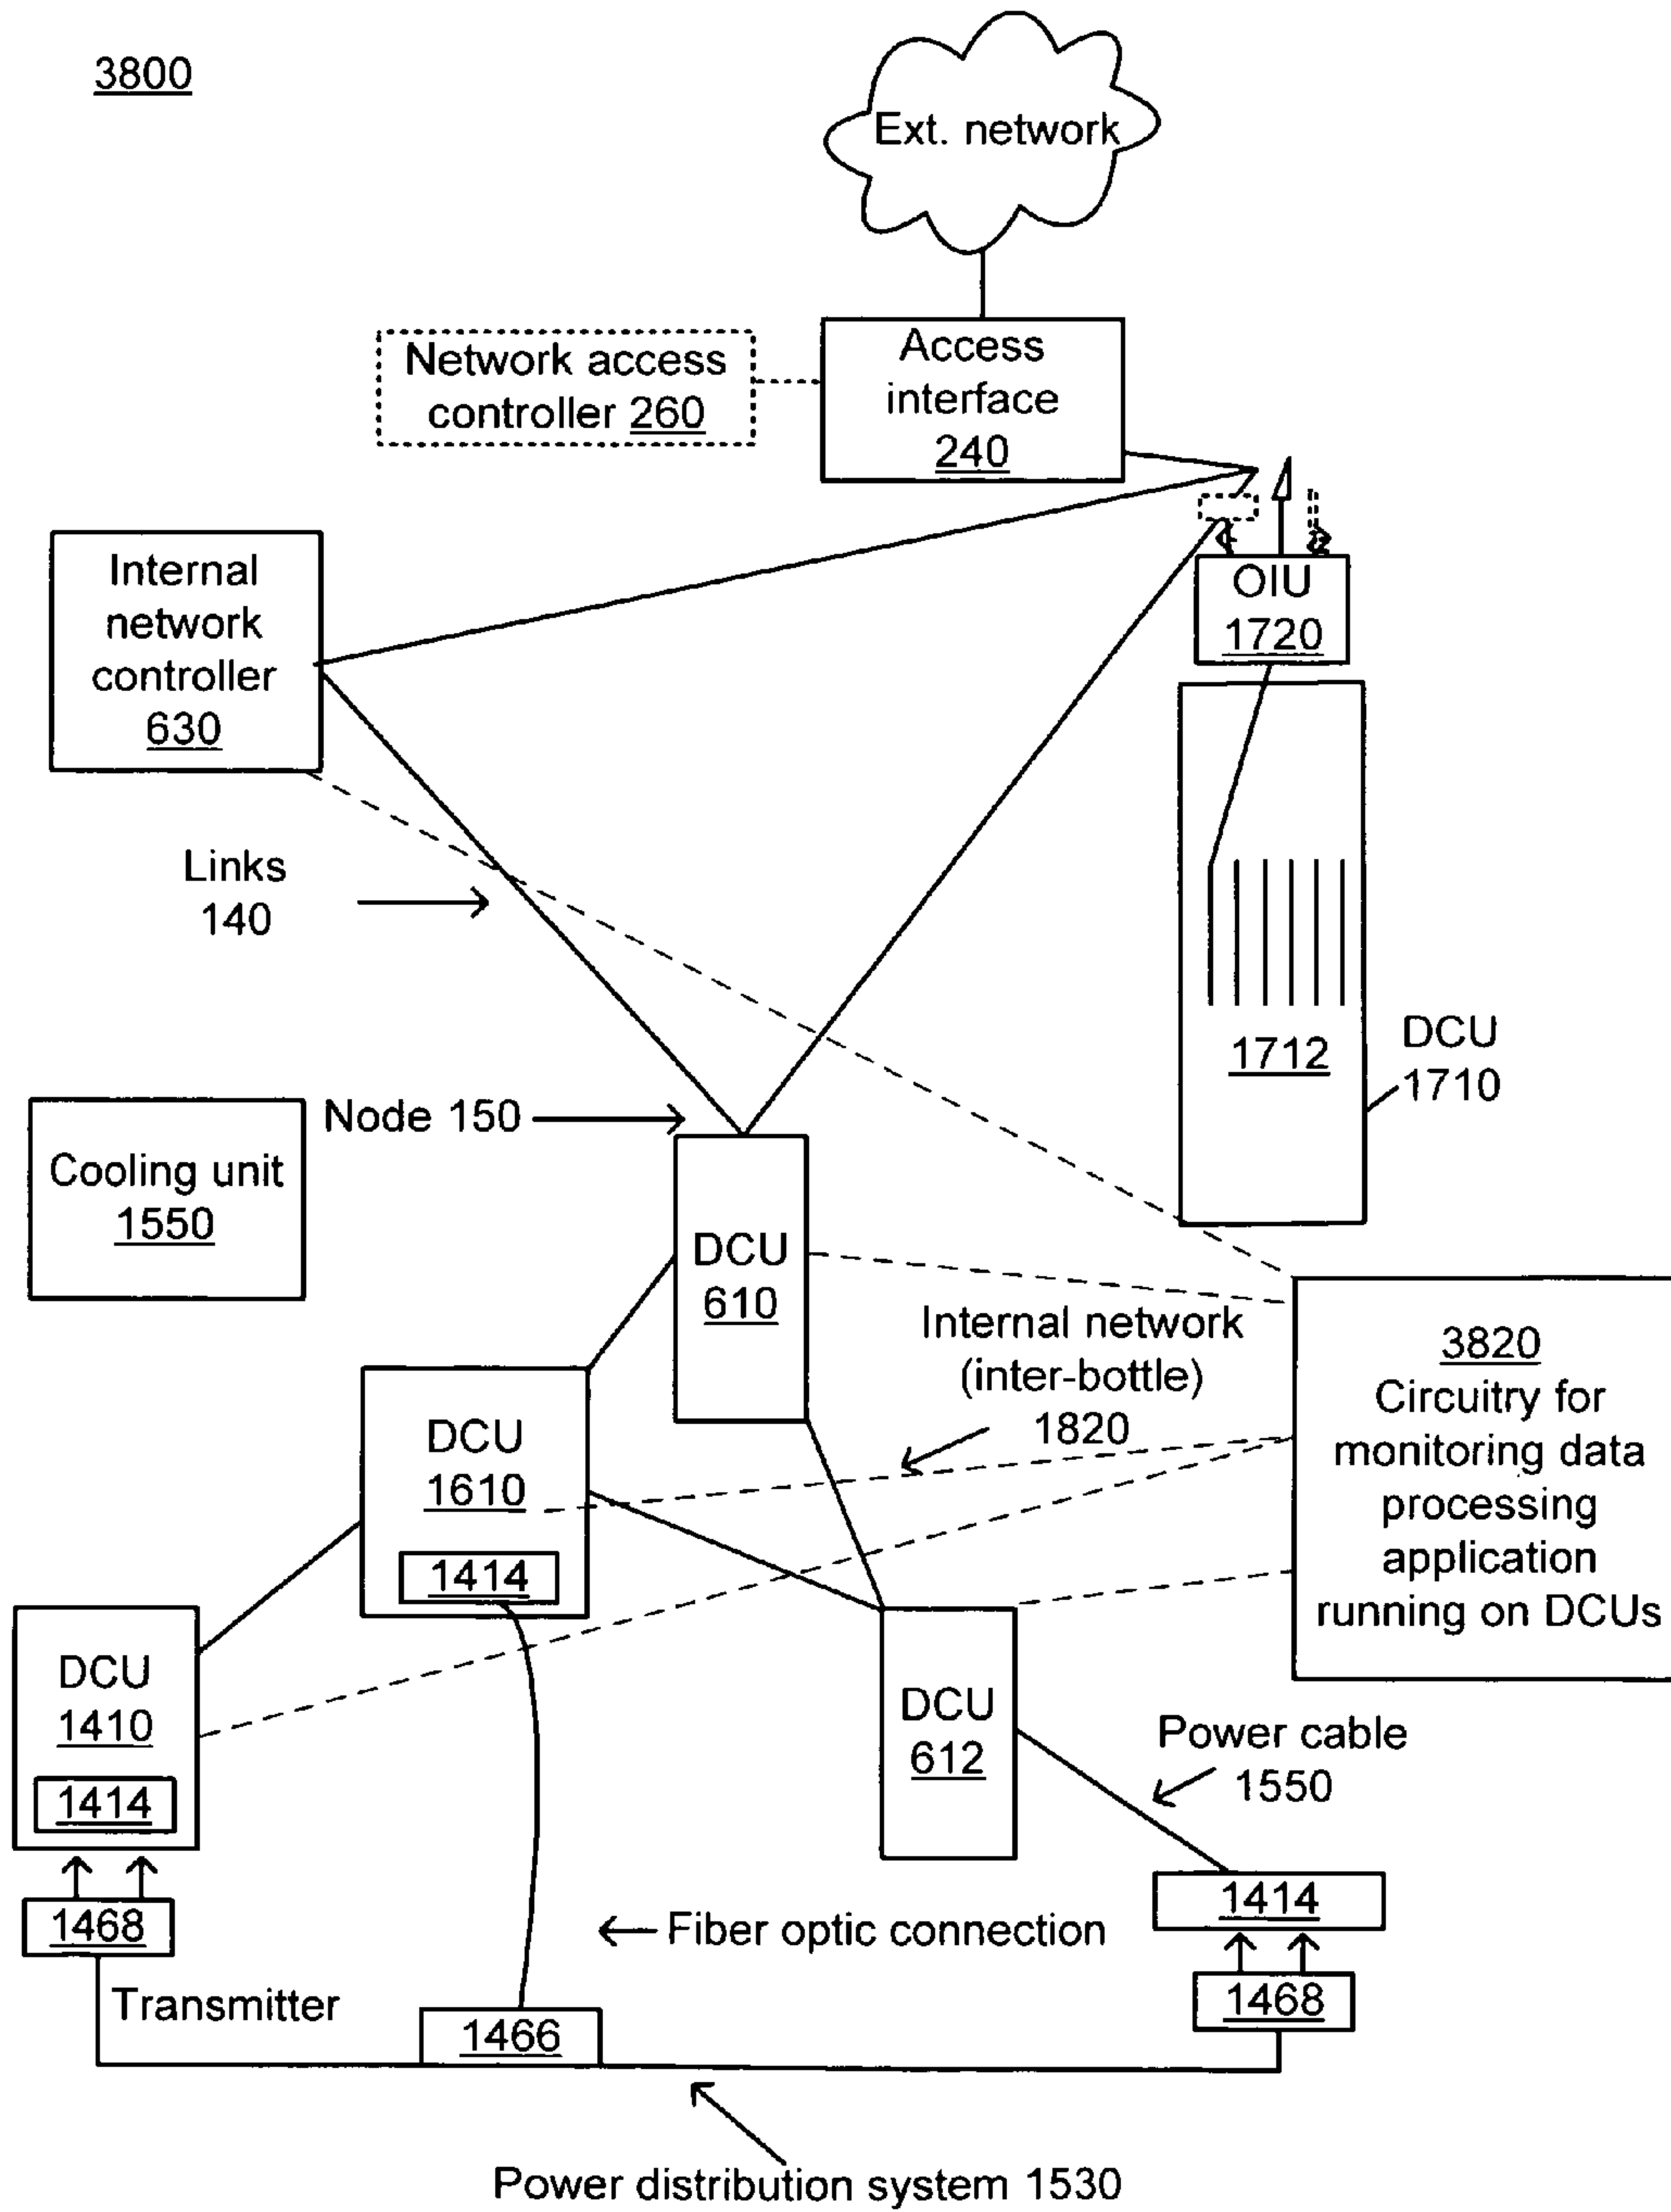 3800
Ext. network
Network access
controller 260
Access
interface
240
Internal
network
controller
630
OIU
1720
Links
140
1712
DCU
1710
Node 150
Cooling unit
1550
DCU
610
Internal network
(inter-bottle)
1820
3820
Circuitry for
monitoring data
processing
application
running on DCUs
DCU
1610
1414
DCU
1410
1414
DCU
612
Power cable
1550
1468
Fiber optic connection
1414
Transmitter
1466
1468
Power distribution system 1530